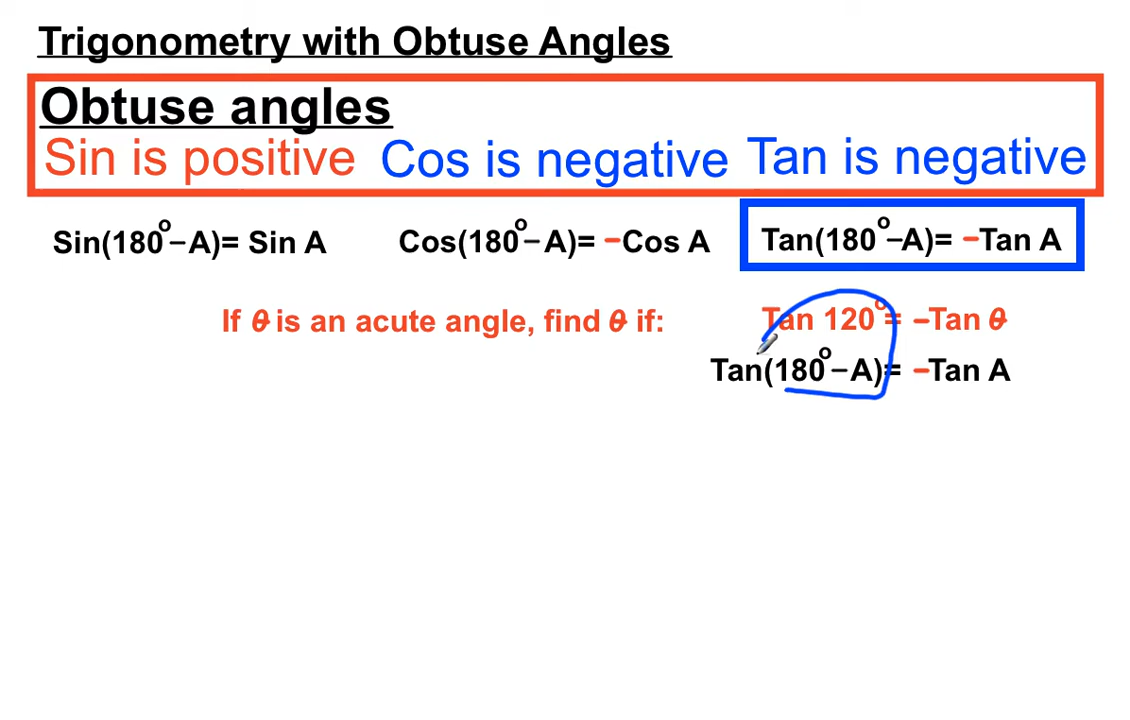 Trigonometry with Obtuse Angles
Obtuse angles
Sin is positive Cos is negative Tan is negative
Sin(180°−A)= Sin A Cos(180°−A)= −Cos A Tan(180°−A)= −Tan A
If θ is an acute angle, find θ if: Tan 120°= −Tan θ
Tan(180°−A)= −Tan A